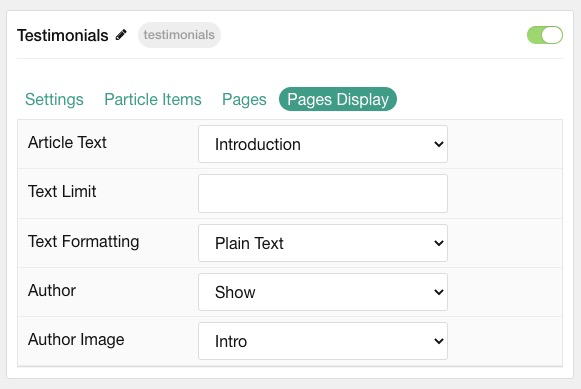 Testimonials testimonials
Settings Particle Items Pages Pages Display
Article Text Introduction
Text Limit
Text Formatting Plain Text
Author Show
Author Image Intro